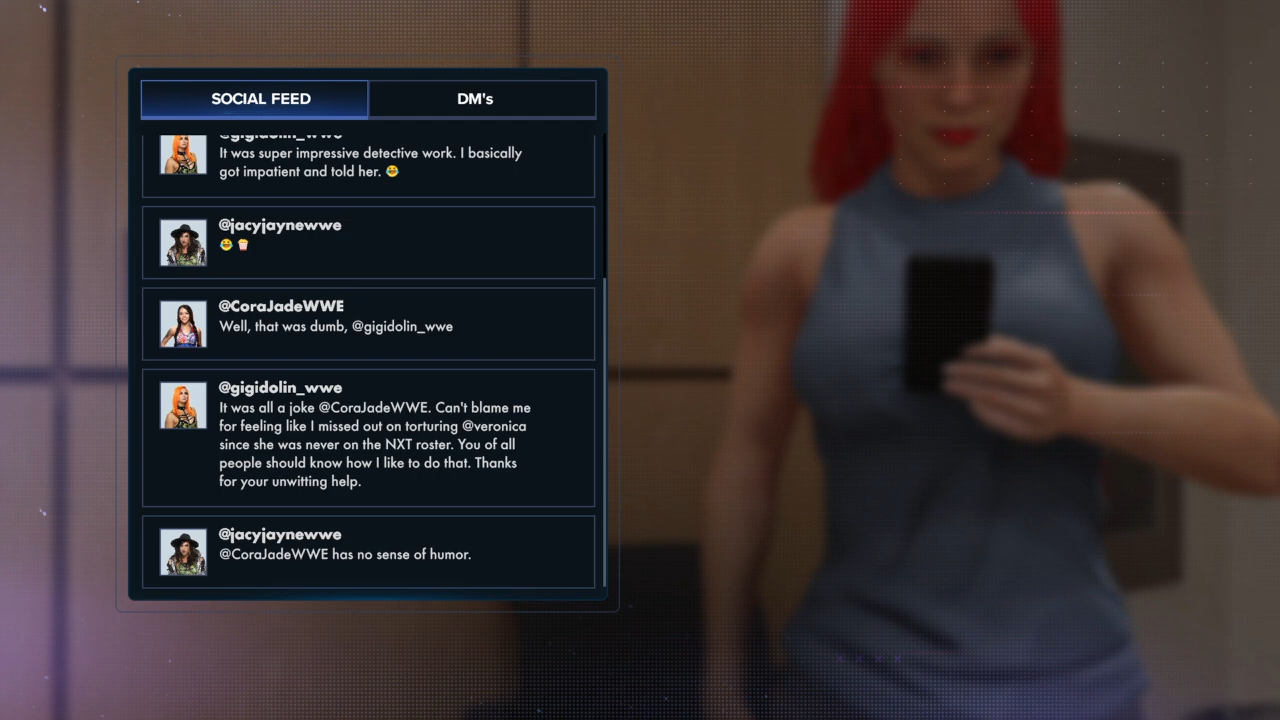 SOCIAL FEED
DM's
@gigidolin_wwe
It was super impressive detective work. I basically
got impatient and told her. 😂
@jacyjaynewwe
😂🍿
@CoraJadeWWE
Well, that was dumb, @gigidolin_wwe
@gigidolin_wwe
It was all a joke @CoraJadeWWE. Can't blame me
for feeling like I missed out on torturing @veronica
since she was never on the NXT roster. You of all
people should know how I like to do that. Thanks
for your unwitting help.
@jacyjaynewwe
@CoraJadeWWE has no sense of humor.